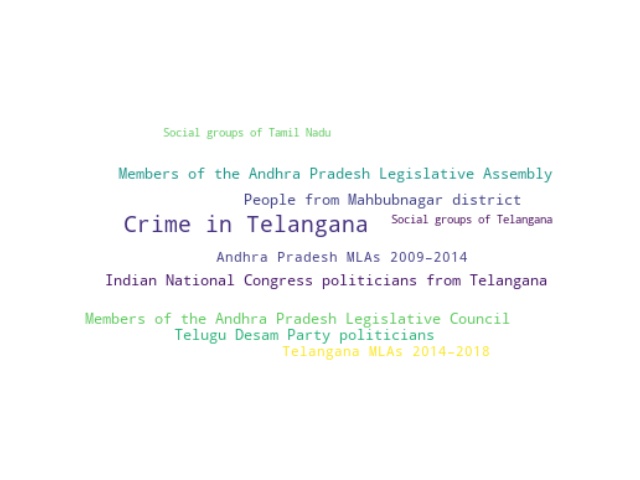 Social groups of Tamil Nadu
Members of the Andhra Pradesh Legislative Assembly
People from Mahbubnagar district
Crime in Telangana
Social groups of Telangana
Andhra Pradesh MLAs 2009–2014
Indian National Congress politicians from Telangana
Members of the Andhra Pradesh Legislative Council
Telugu Desam Party politicians
Telangana MLAs 2014–2018